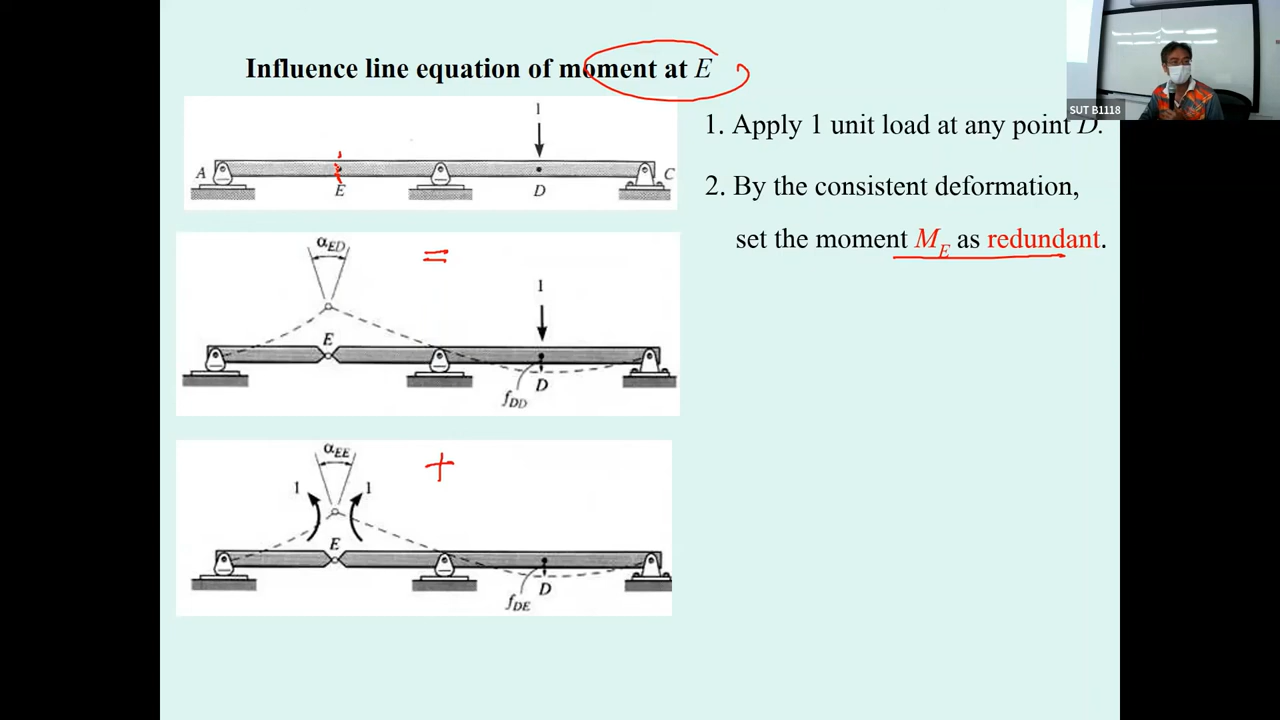 Influence line equation of moment at E
SUT B1118
1. Apply 1 unit load at any point D.
2. By the consistent deformation,
set the moment M_E as redundant.
1
A
E
D
C
α_ED
=
1
E
D
f_DD
α_EE
+
1
1
E
D
f_DE